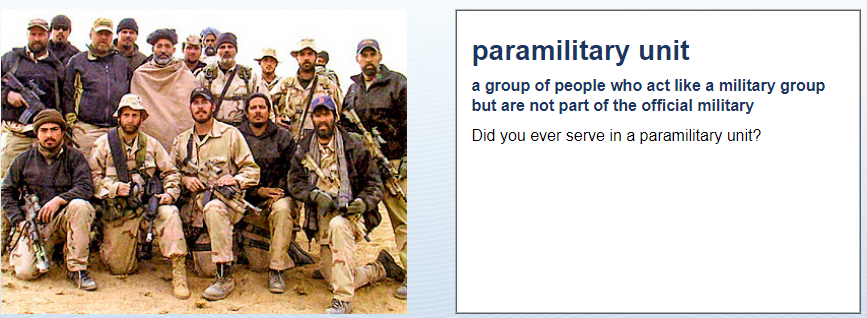 paramilitary unit
a group of people who act like a military group
but are not part of the official military
Did you ever serve in a paramilitary unit?